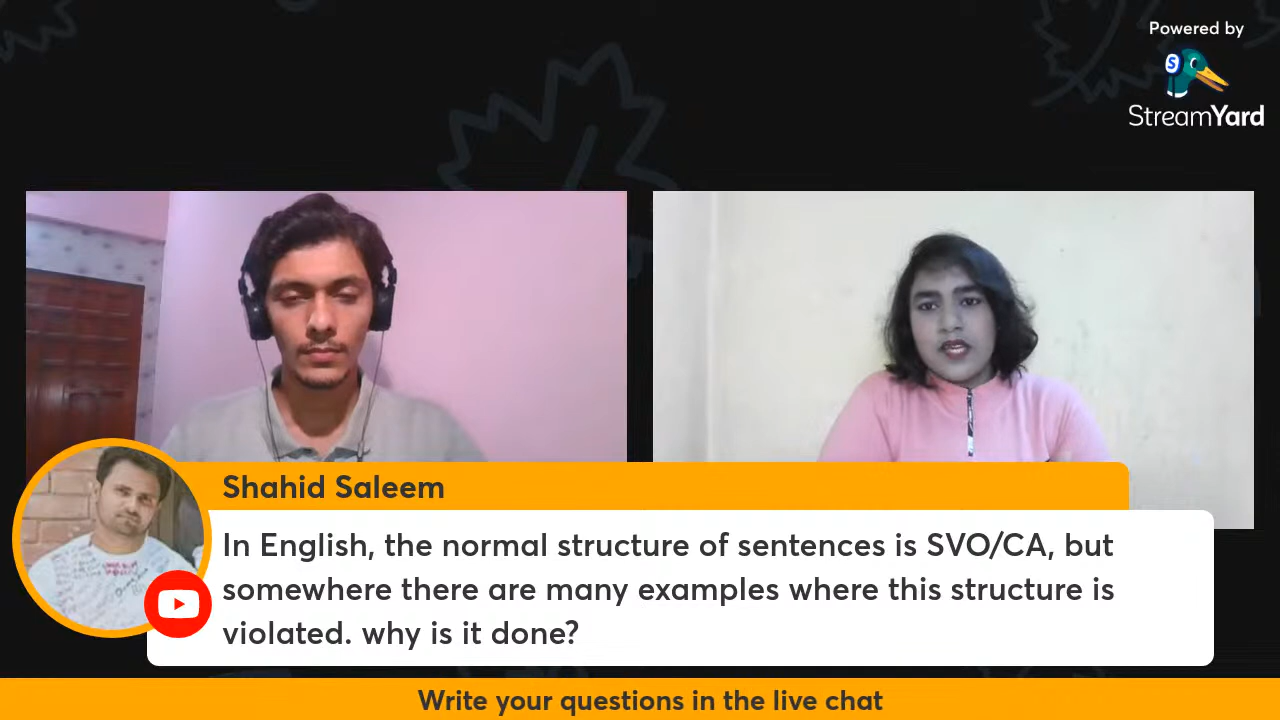 Powered by
S
StreamYard
Shahid Saleem
In English, the normal structure of sentences is SVO/CA, but
somewhere there are many examples where this structure is
violated. why is it done?
Write your questions in the live chat